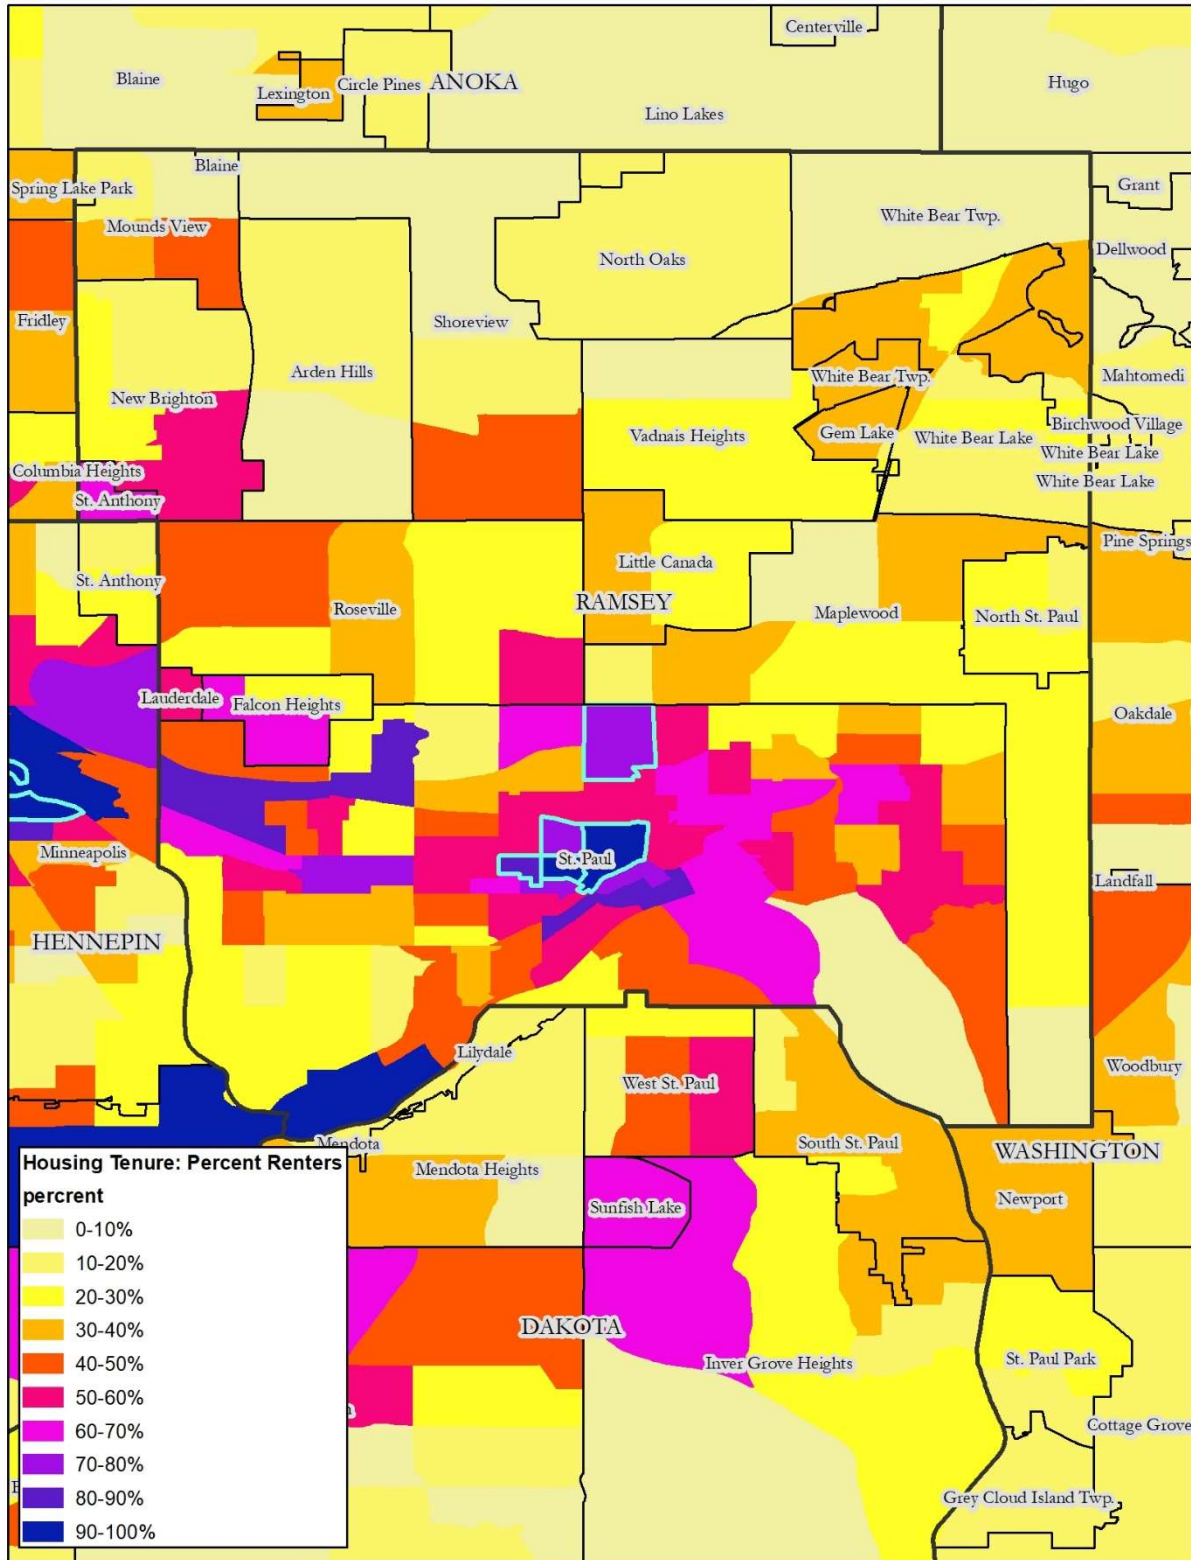 Centerville
Blaine
Lexington
Circle Pines
ANOKA
Lino Lakes
Hugo
Blaine
Spring Lake Park
Grant
Mounds View
White Bear Twp.
Dellwood
North Oaks
Fridley
Shoreview
Arden Hills
White Bear Twp.
Mahtomedi
New Brighton
Vadnais Heights
Gem Lake
White Bear Lake
Birchwood Village
White Bear Lake
Columbia Heights
St. Anthony
White Bear Lake
Pine Springs
St. Anthony
Little Canada
Roseville
RAMSEY
Maplewood
North St. Paul
Lauderdale
Falcon Heights
Oakdale
Minneapolis
St. Paul
Landfall
HENNEPIN
Lilydale
West St. Paul
Woodbury
Mendota
Mendota Heights
South St. Paul
WASHINGTON
Sunfish Lake
Newport
DAKOTA
Inver Grove Heights
St. Paul Park
Cottage Grove
Grey Cloud Island Twp.
Housing Tenure: Percent Renters
percrent
0-10%
10-20%
20-30%
30-40%
40-50%
50-60%
60-70%
70-80%
80-90%
90-100%